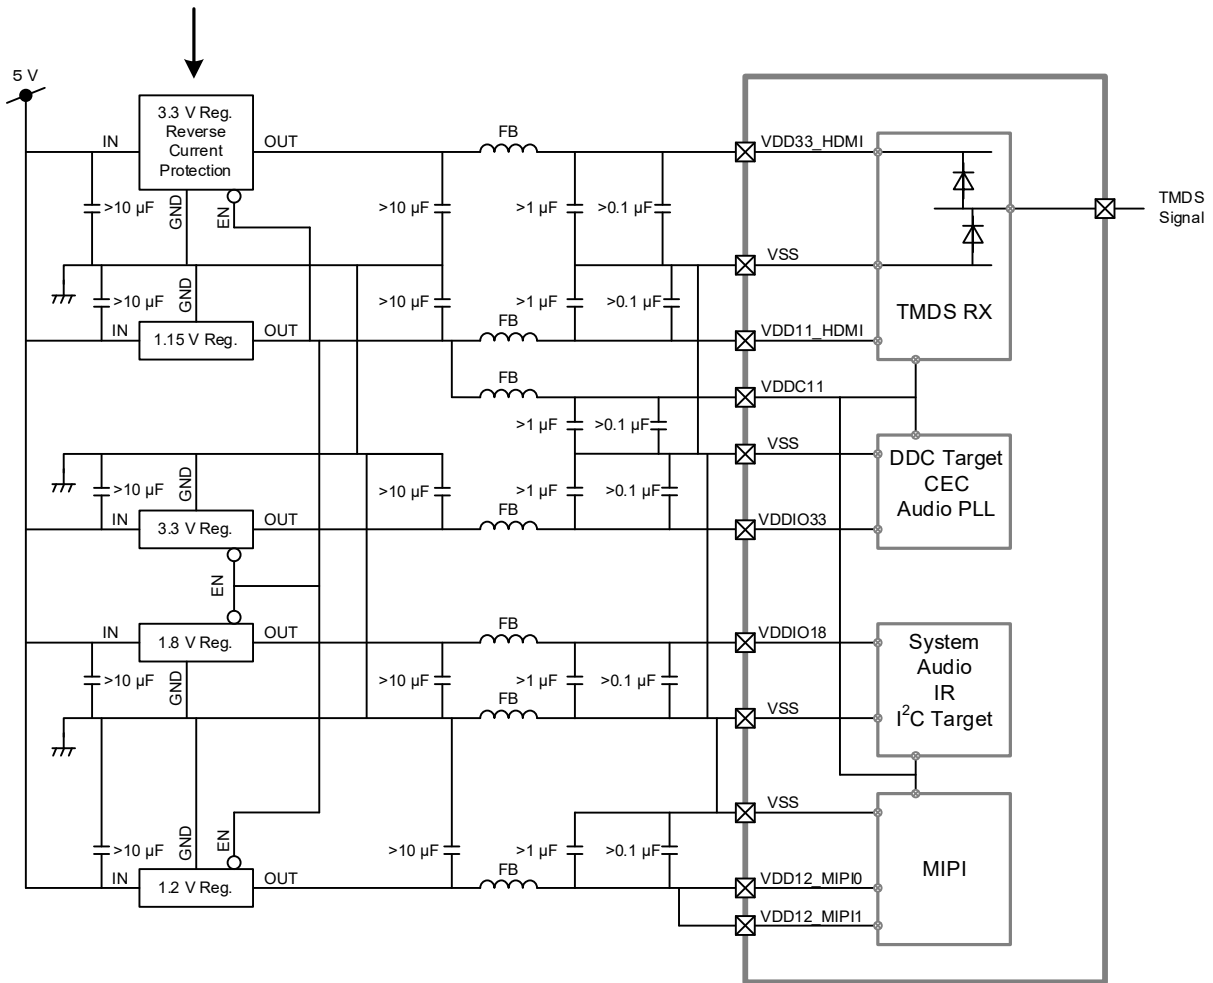 5 V
3.3 V Reg.
Reverse
Current
Protection
IN
OUT
FB
VDD33_HDMI
>10 µF
GND
EN
>10 µF
>1 µF
>0.1 µF
TMDS
Signal
VSS
>10 µF
GND
>10 µF
>1 µF
>0.1 µF
TMDS RX
IN
1.15 V Reg.
OUT
FB
VDD11_HDMI
FB
VDDC11
>1 µF
>0.1 µF
VSS
DDC Target
CEC
Audio PLL
>10 µF
GND
>10 µF
>1 µF
>0.1 µF
IN
3.3 V Reg.
OUT
FB
VDDIO33
EN
IN
1.8 V Reg.
OUT
FB
VDDIO18
System
Audio
IR
I²C Target
>10 µF
GND
>10 µF
>1 µF
>0.1 µF
FB
VSS
VSS
>10 µF
GND
EN
>10 µF
>1 µF
>0.1 µF
MIPI
IN
1.2 V Reg.
OUT
FB
VDD12_MIPI0
VDD12_MIPI1